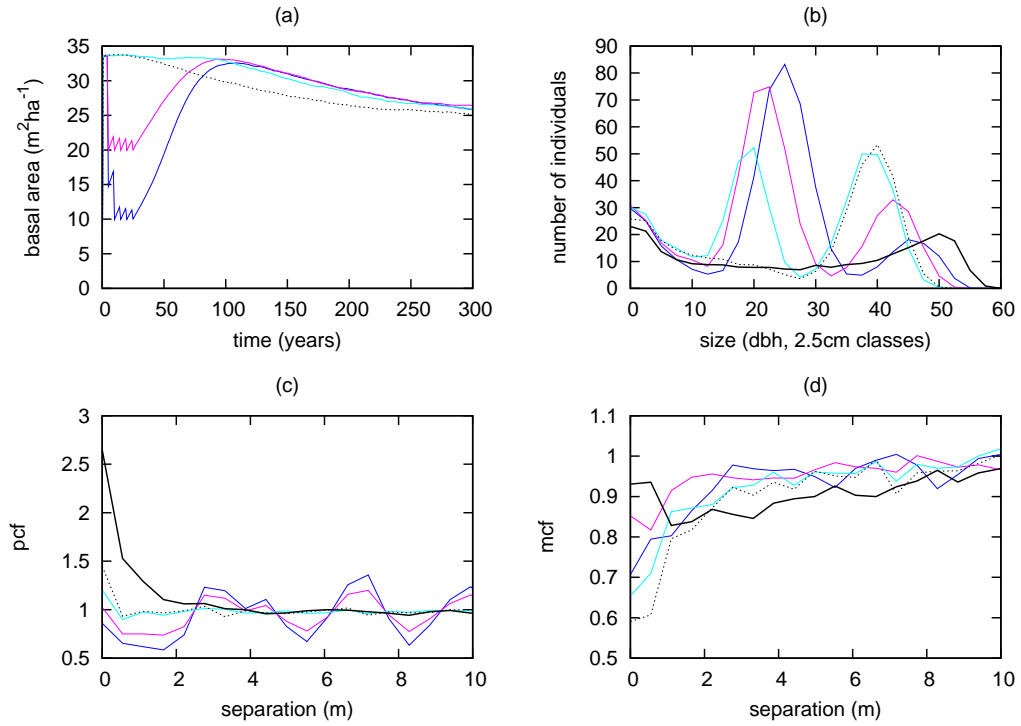 (a)
35
30
25
20
15
10
5
0
0 50 100 150 200 250 300
basal area (m²ha⁻¹)
time (years)
(b)
90
80
70
60
50
40
30
20
10
0
0 10 20 30 40 50 60
number of individuals
size (dbh, 2.5cm classes)
(c)
3
2.5
2
1.5
1
0.5
0 2 4 6 8 10
pcf
separation (m)
(d)
1.1
1
0.9
0.8
0.7
0.6
0.5
0 2 4 6 8 10
mcf
separation (m)